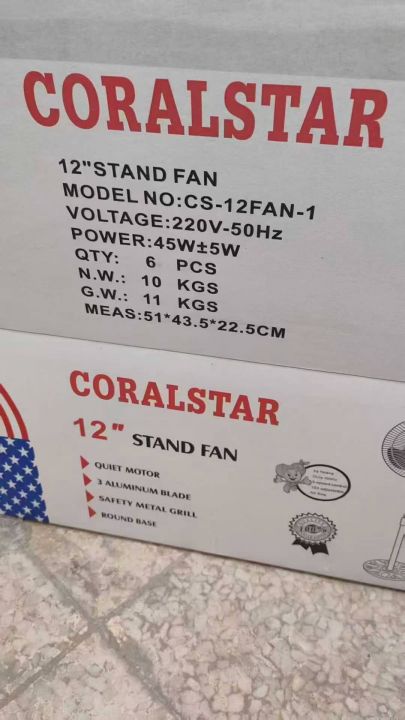 CORALSTAR
12"STAND FAN
MODEL NO:CS-12FAN-1
VOLTAGE:220V-50Hz
POWER:45W±5W
QTY: 6 PCS
N.W.: 10 KGS
G.W.: 11 KGS
MEAS:51*43.5*22.5CM
CORALSTAR
12" STAND FAN
QUIET MOTOR
3 ALUMINUM BLADE
SAFETY METAL GRILL
ROUND BASE